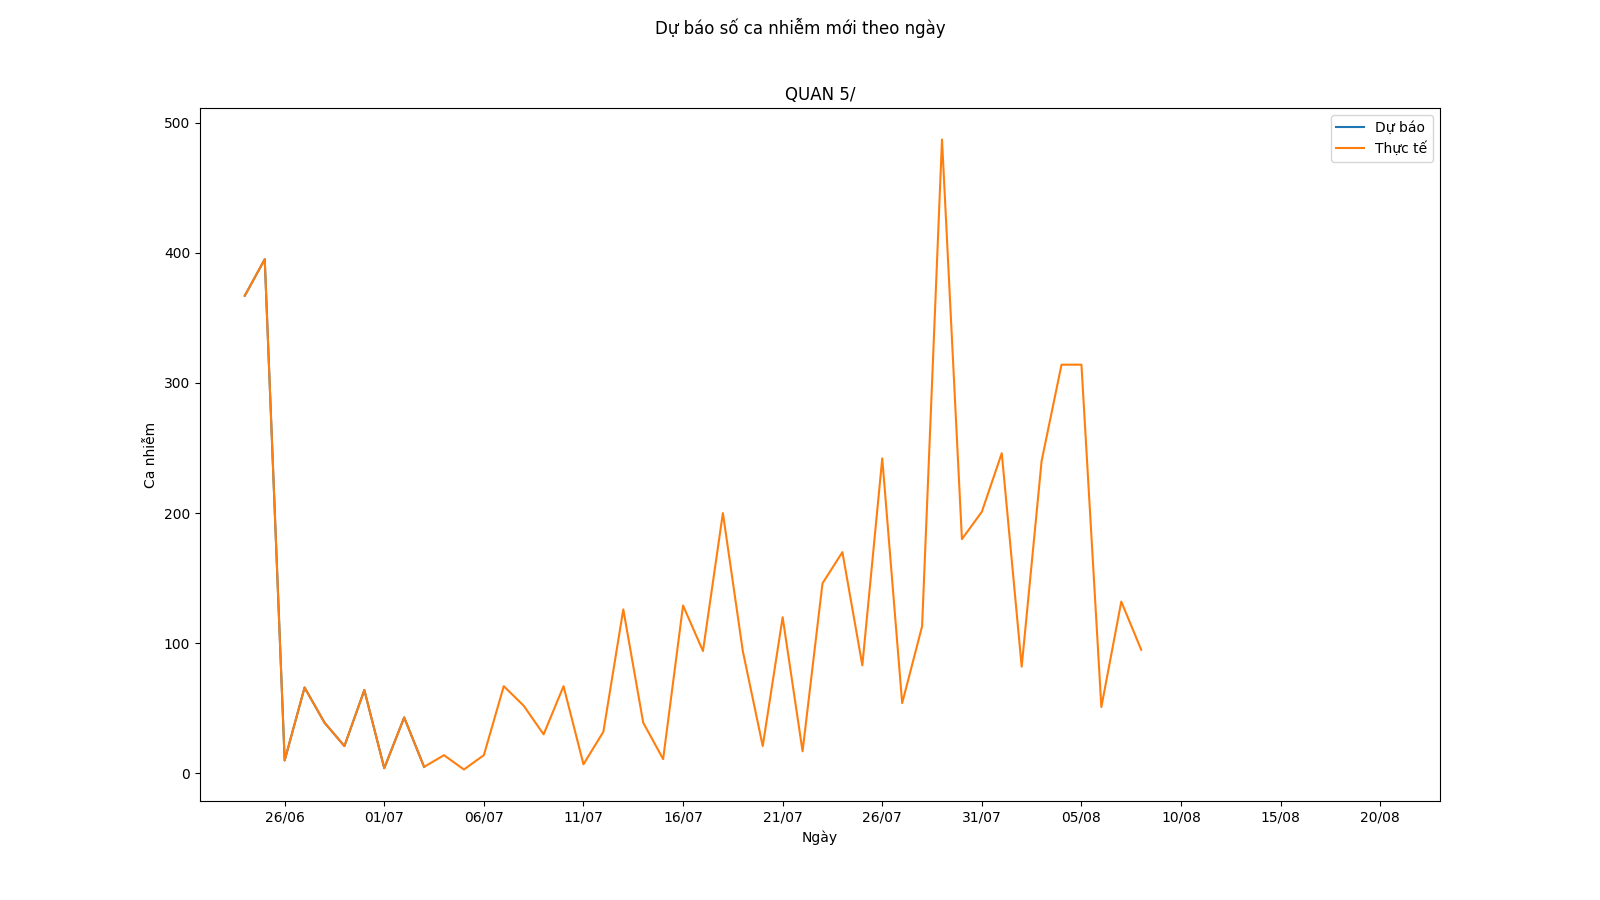 Dự báo số ca nhiễm mới theo ngày
QUAN 5/
Dự báo
Thực tế
500
400
300
200
100
0
Ca nhiễm
26/06 01/07 06/07 11/07 16/07 21/07 26/07 31/07 05/08 10/08 15/08 20/08
Ngày